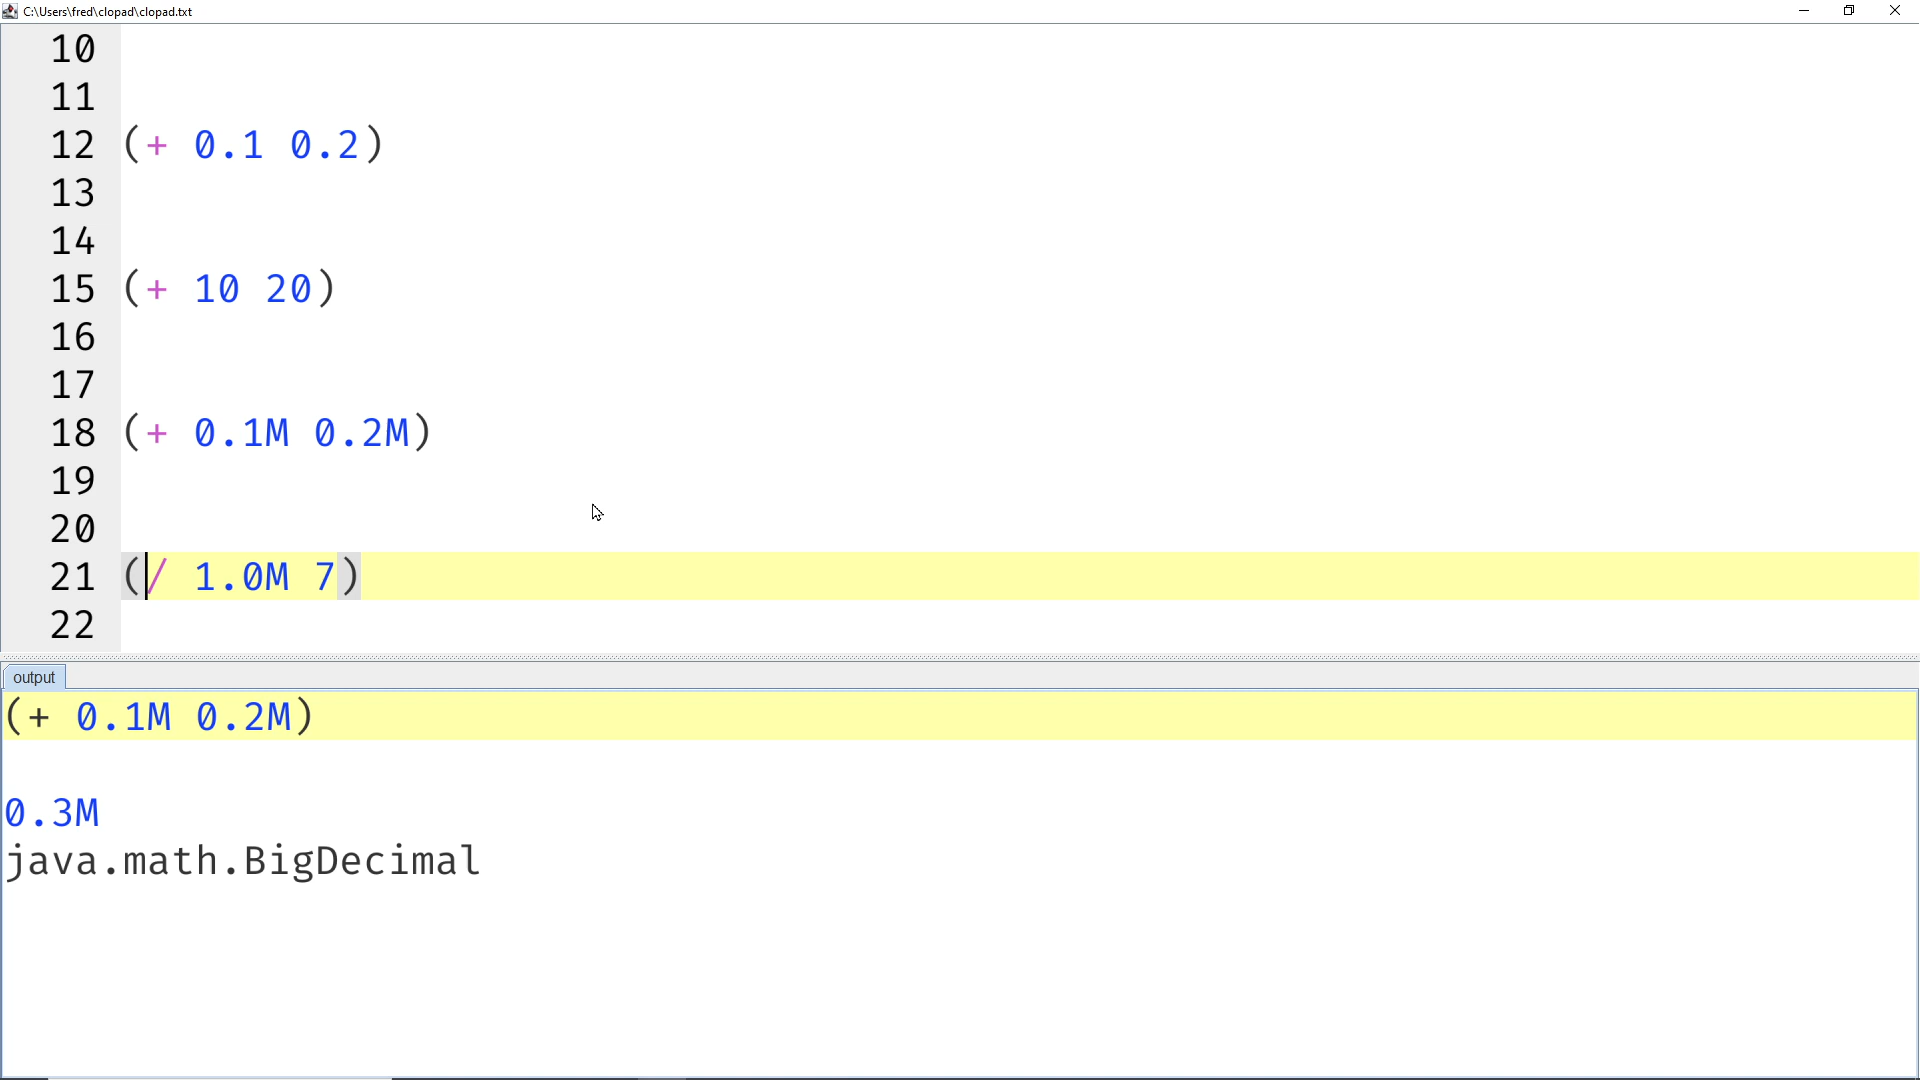 C:\Users\fred\clopad\clopad.txt
10
11
12 (+ 0.1 0.2)
13
14
15 (+ 10 20)
16
17
18 (+ 0.1M 0.2M)
19
20
21 (/ 1.0M 7)
22
output
(+ 0.1M 0.2M)
0.3M
java.math.BigDecimal